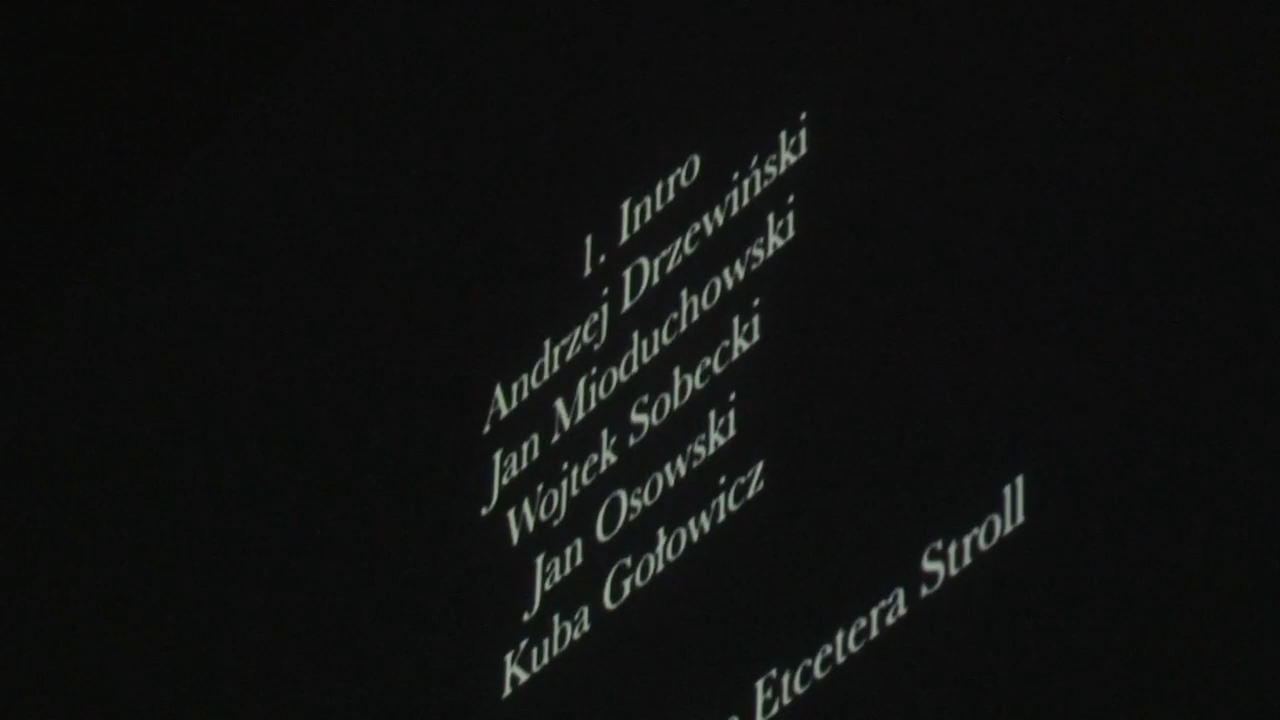 1. Intro
Andrzej Drzewiński
Jan Mioduchowski
Wojtek Sobecki
Jan Osowski
Kuba Gołowicz
Etcetera Stroll